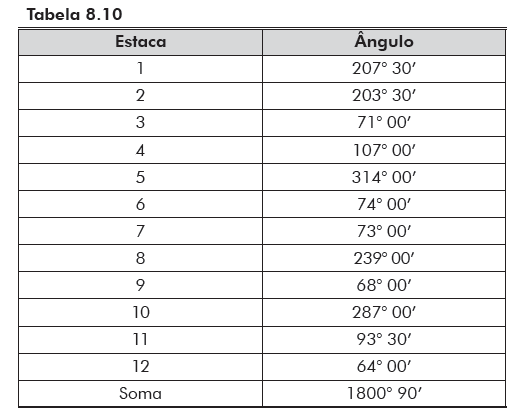 Tabela 8.10
Estaca Ângulo
1 207° 30′
2 203° 30′
3 71° 00′
4 107° 00′
5 314° 00′
6 74° 00′
7 73° 00′
8 239° 00′
9 68° 00′
10 287° 00′
11 93° 30′
12 64° 00′
Soma 1800° 90′